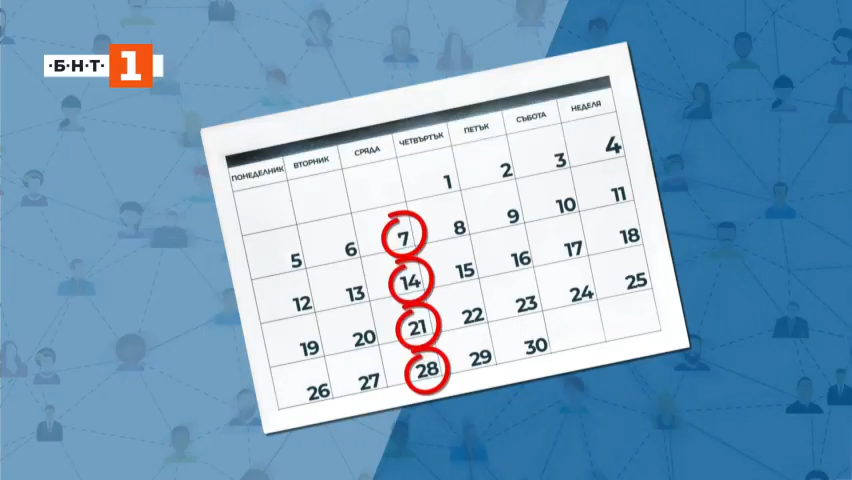 ·Б·Н·Т· 1
ПОНЕДЕЛНИК ВТОРНИК СРЯДА ЧЕТВЪРТЪК ПЕТЪК СЪБОТА НЕДЕЛЯ
1 2 3 4
5 6 7 8 9 10 11
12 13 14 15 16 17 18
19 20 21 22 23 24 25
26 27 28 29 30